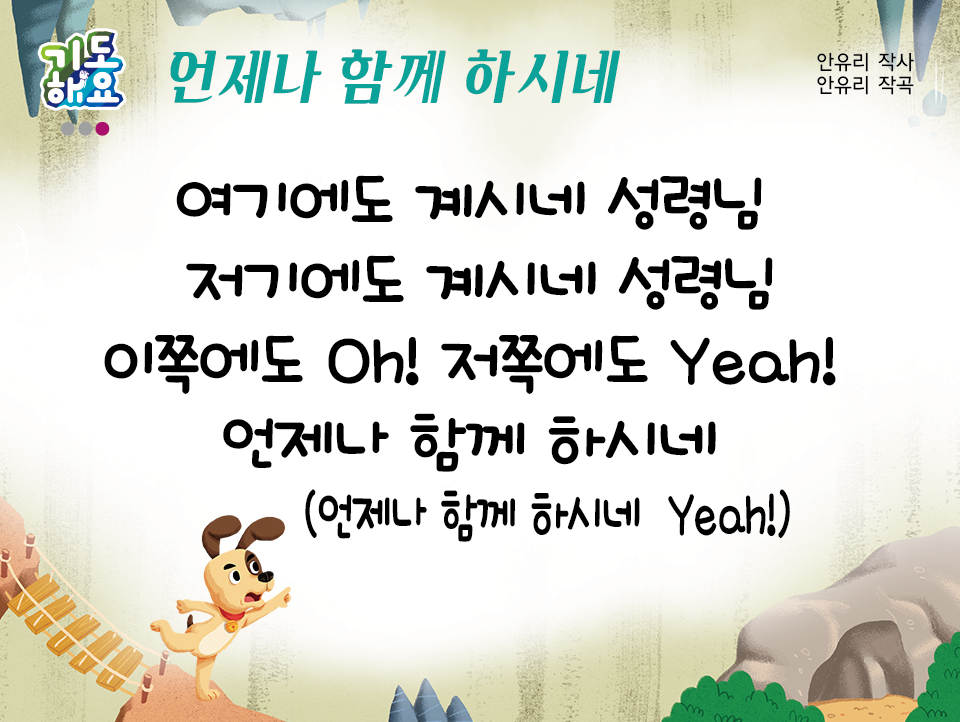 기도
해요
언제나 함께 하시네
안유리 작사
안유리 작곡
여기에도 계시네 성령님
저기에도 계시네 성령님
이쪽에도 Oh! 저쪽에도 Yeah!
언제나 함께 하시네
(언제나 함께 하시네 Yeah!)